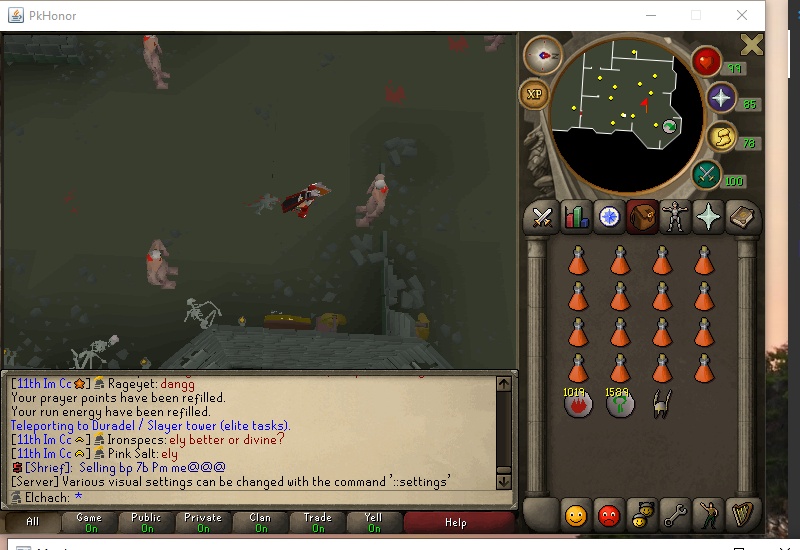 PkHonor
XP
99
85
78
100
[11th Im Cc] Rageyet: dangg
Your prayer points have been refilled.
Your run energy have been refilled.
Teleporting to Duradel / Slayer tower (elite tasks).
[11th Im Cc] Ironspecs: ely better or divine?
[11th Im Cc] Pink Salt: ely
[Shrief]: Selling bp 7b Pm me@@@
[Server] Various visual settings can be changed with the command '::settings'
Elchach: *
1019 1589
All Game On Public On Private On Clan On Trade On Yell On Help